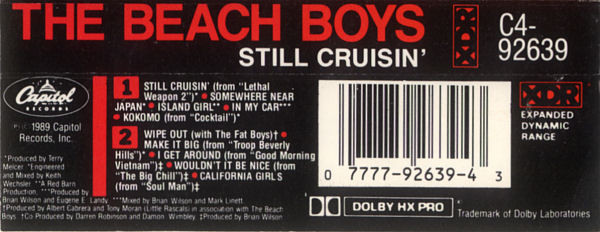 THE BEACH BOYS
STILL CRUISIN'
XDR
C4-
92639
Capitol
RECORDS
℗© 1989 Capitol
Records, Inc.
1 STILL CRUISIN' (from "Lethal
Weapon 2")* • SOMEWHERE NEAR
JAPAN* • ISLAND GIRL** • IN MY CAR***
• KOKOMO (from "Cocktail")*
2 WIPE OUT (with The Fat Boys)† •
MAKE IT BIG (from "Troop Beverly
Hills")* • I GET AROUND (from "Good Morning
Vietnam")‡ • WOULDN'T IT BE NICE (from
"The Big Chill")‡ • CALIFORNIA GIRLS
(from "Soul Man")‡
*Produced by Terry
Melcer *Engineered
and Mixed by Keith
Wechsler **A Red Barn
Production, ***Produced by
Brian Wilson and Eugene E. Landy ***Mixed by Brian Wilson and Mark Linett
†Produced by Albert Cabrera and Tony Moran (Little Rascals) in association with The Beach
Boys †Co Produced by Darren Robinson and Damon Wimbley ‡Produced by Brian Wilson
0 7777-92639-4 3
XDR
EXPANDED
DYNAMIC
RANGE
DOLBY HX PRO
Trademark of Dolby Laboratories